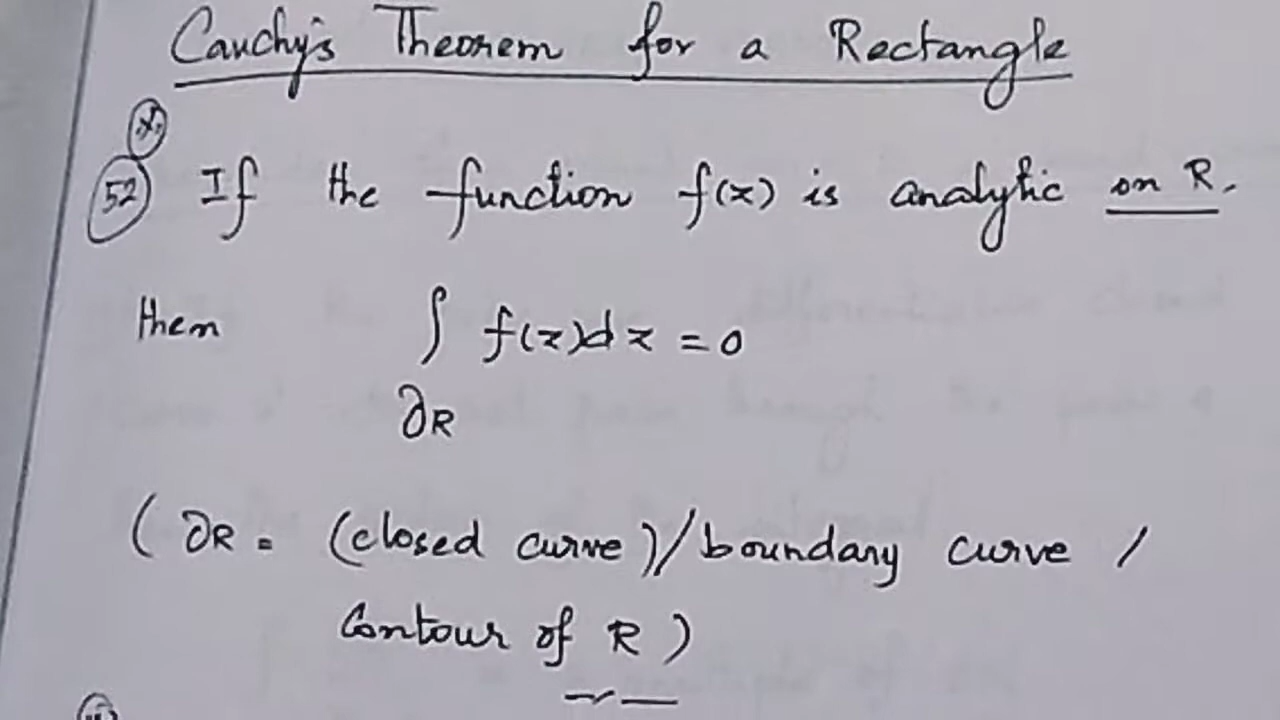 Cauchy's Theorem for a Rectangle
*
52 If the function f(z) is analytic on R.
then ∫ f(z)dz = 0
∂R
( ∂R = (closed curve)/boundary curve /
Contour of R )